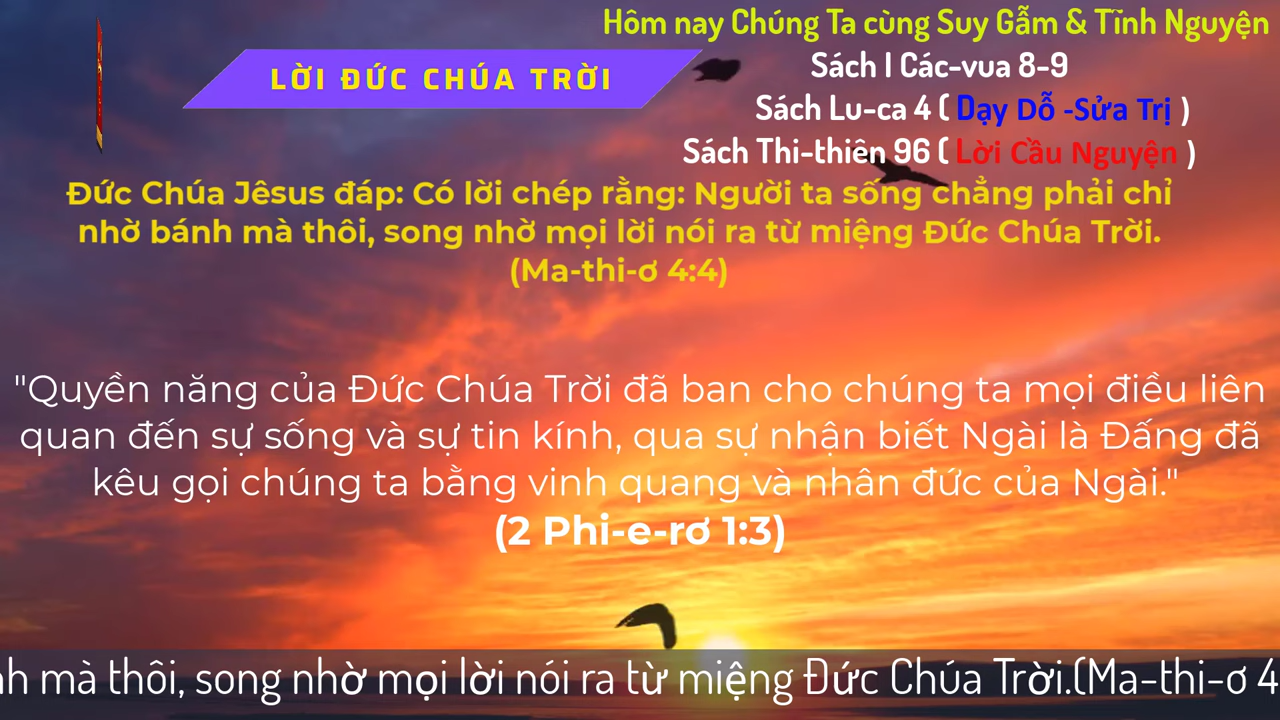 Hôm nay Chúng Ta cùng Suy Gẫm & Tĩnh Nguyện
Sách I Các-vua 8-9
Sách Lu-ca 4 ( Dạy Dỗ -Sửa Trị )
Sách Thi-thiên 96 ( Lời Cầu Nguyện )
LỜI ĐỨC CHÚA TRỜI
Đức Chúa Jêsus đáp: Có lời chép rằng: Người ta sống chẳng phải chỉ
nhờ bánh mà thôi, song nhờ mọi lời nói ra từ miệng Đức Chúa Trời.
(Ma-thi-ơ 4:4)
"Quyền năng của Đức Chúa Trời đã ban cho chúng ta mọi điều liên
quan đến sự sống và sự tin kính, qua sự nhận biết Ngài là Đấng đã
kêu gọi chúng ta bằng vinh quang và nhân đức của Ngài."
(2 Phi-e-rơ 1:3)
nh mà thôi, song nhờ mọi lời nói ra từ miệng Đức Chúa Trời.(Ma-thi-ơ 4